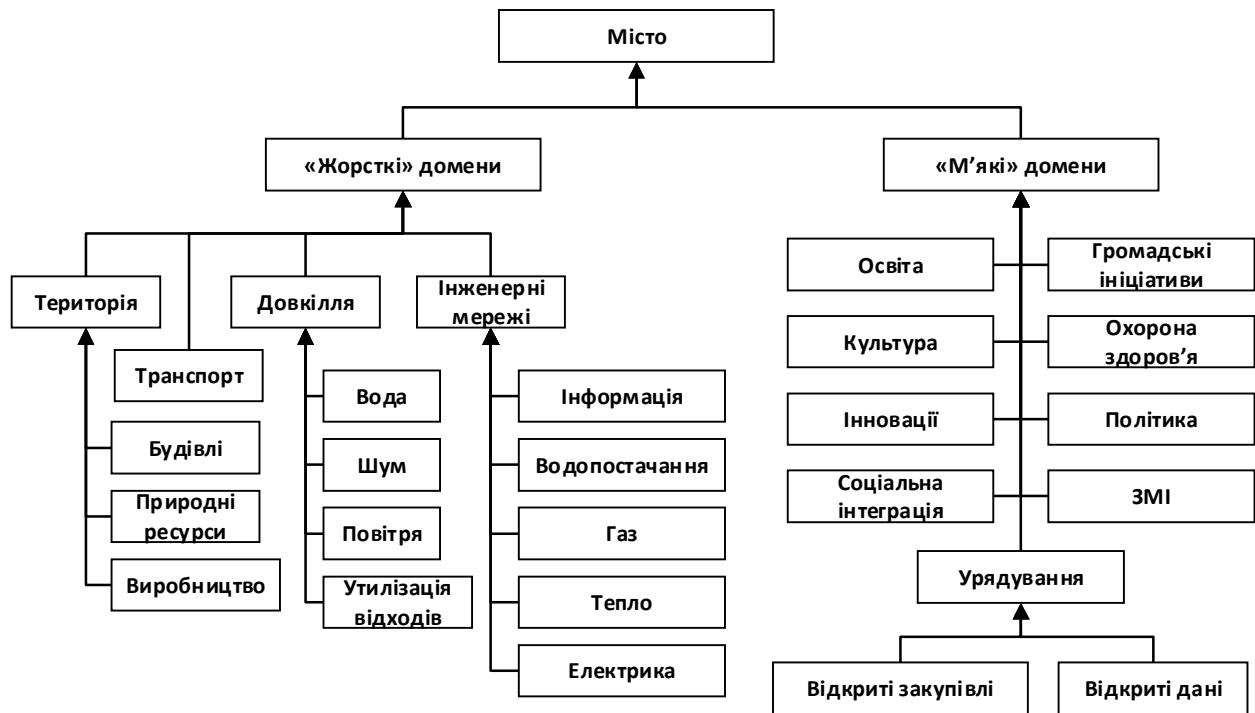 Місто
«Жорсткі» домени
«М’які» домени
Територія
Довкілля
Інженерні
мережі
Транспорт
Будівлі
Природні
ресурси
Виробництво
Вода
Шум
Повітря
Утилізація
відходів
Інформація
Водопостачання
Газ
Тепло
Електрика
Освіта
Громадські
ініціативи
Культура
Охорона
здоров’я
Інновації
Політика
Соціальна
інтеграція
ЗМІ
Урядування
Відкриті закупівлі
Відкриті дані